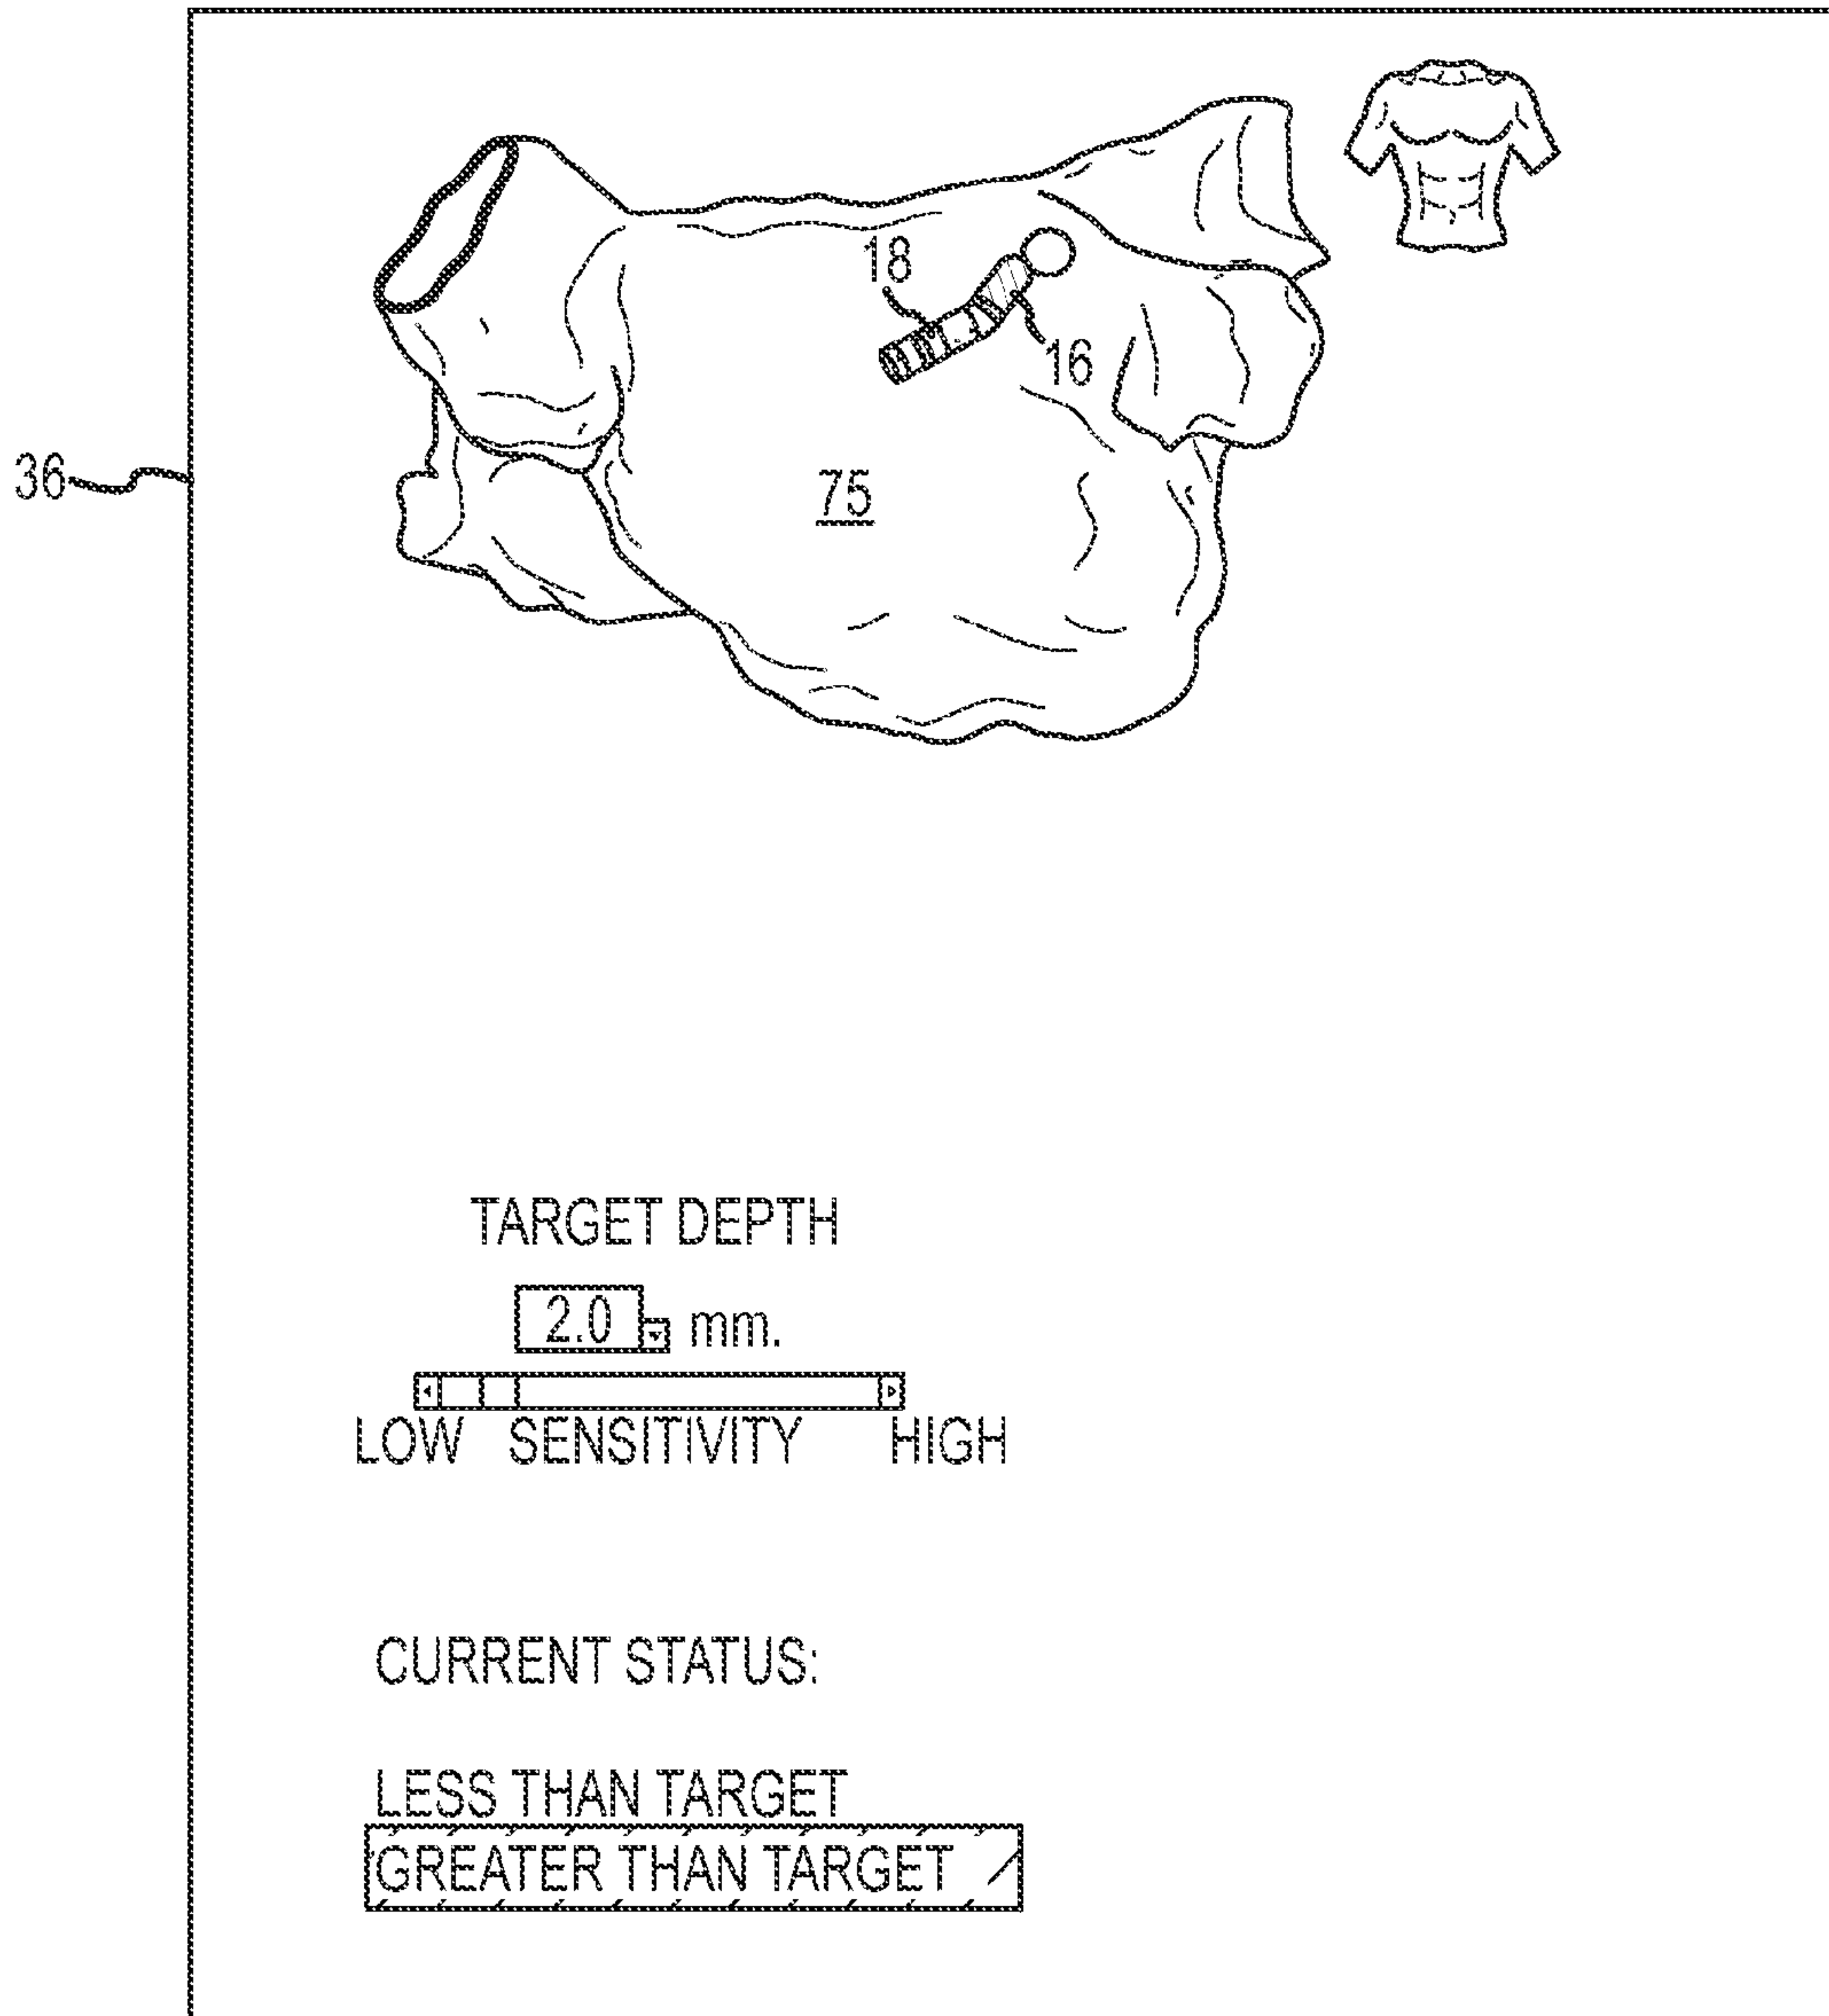 18
16
36
75
TARGET DEPTH
2.0 mm.
LOW SENSITIVITY HIGH
CURRENT STATUS:
LESS THAN TARGET
GREATER THAN TARGET